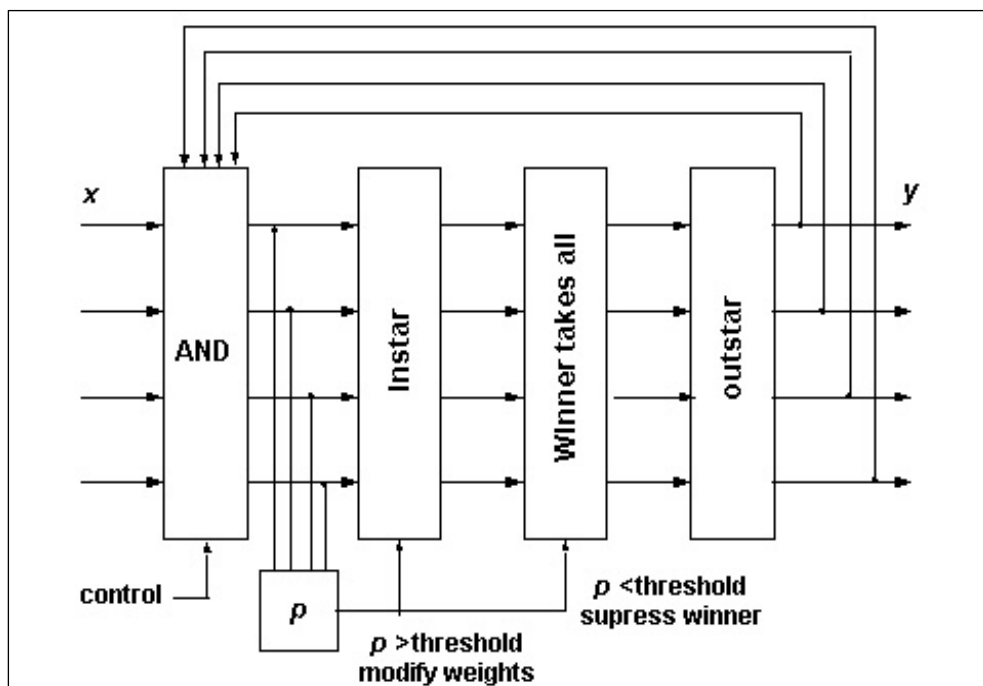 x
y
AND
Instar
Winner takes all
outstar
control
p
p >threshold
modify weights
p <threshold
supress winner